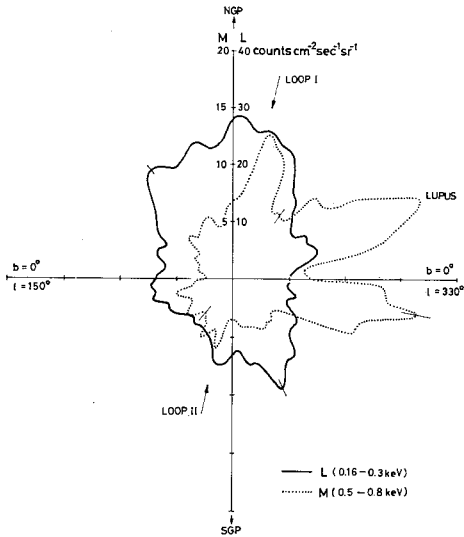 NGP
M L
20 40 counts cm⁻² sec⁻¹ sr⁻¹
LOOP I
15 30
10 20
LUPUS
5 10
b = 0°
l = 150°
b = 0°
l = 330°
LOOP II
L (0.16 – 0.3 keV)
M (0.5 – 0.8 keV)
SGP